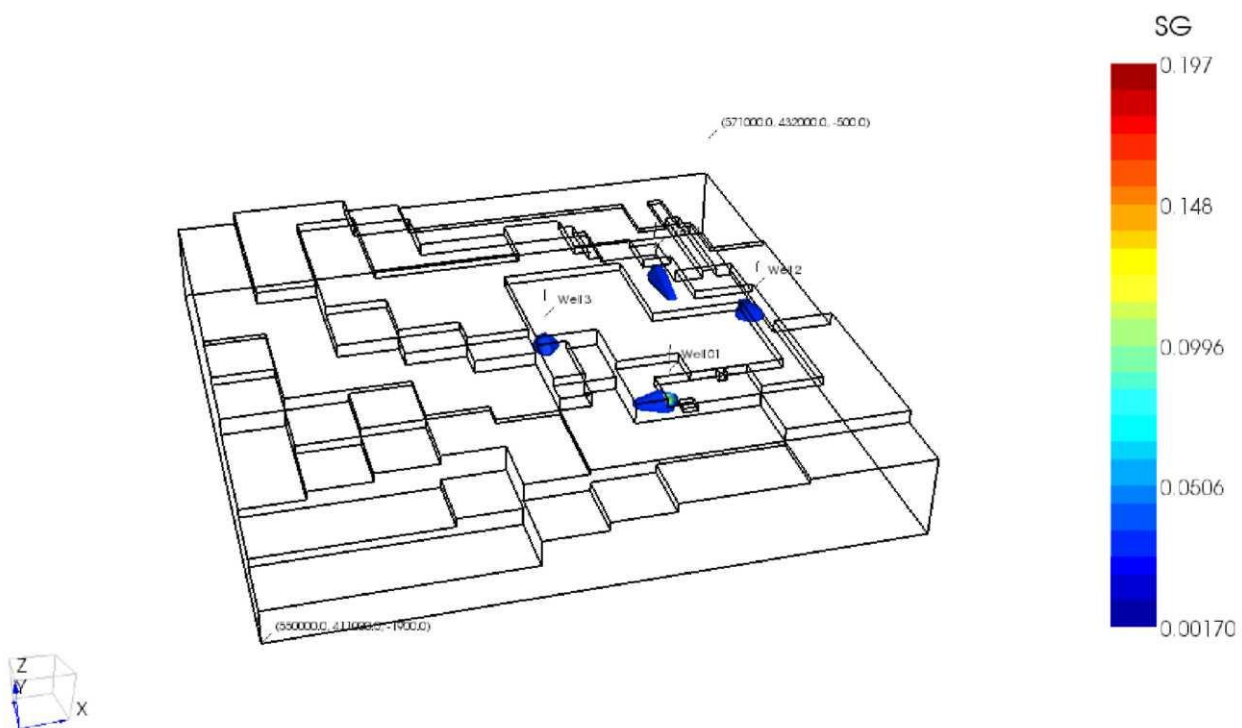 SG
0.197
(571000.0, 432000.0, -500.0)
0.148
Well2
Well3
0.0996
Well01
0.0506
0.00170
(550000.0, 411000.0, -1900.0)
Z
Y
X